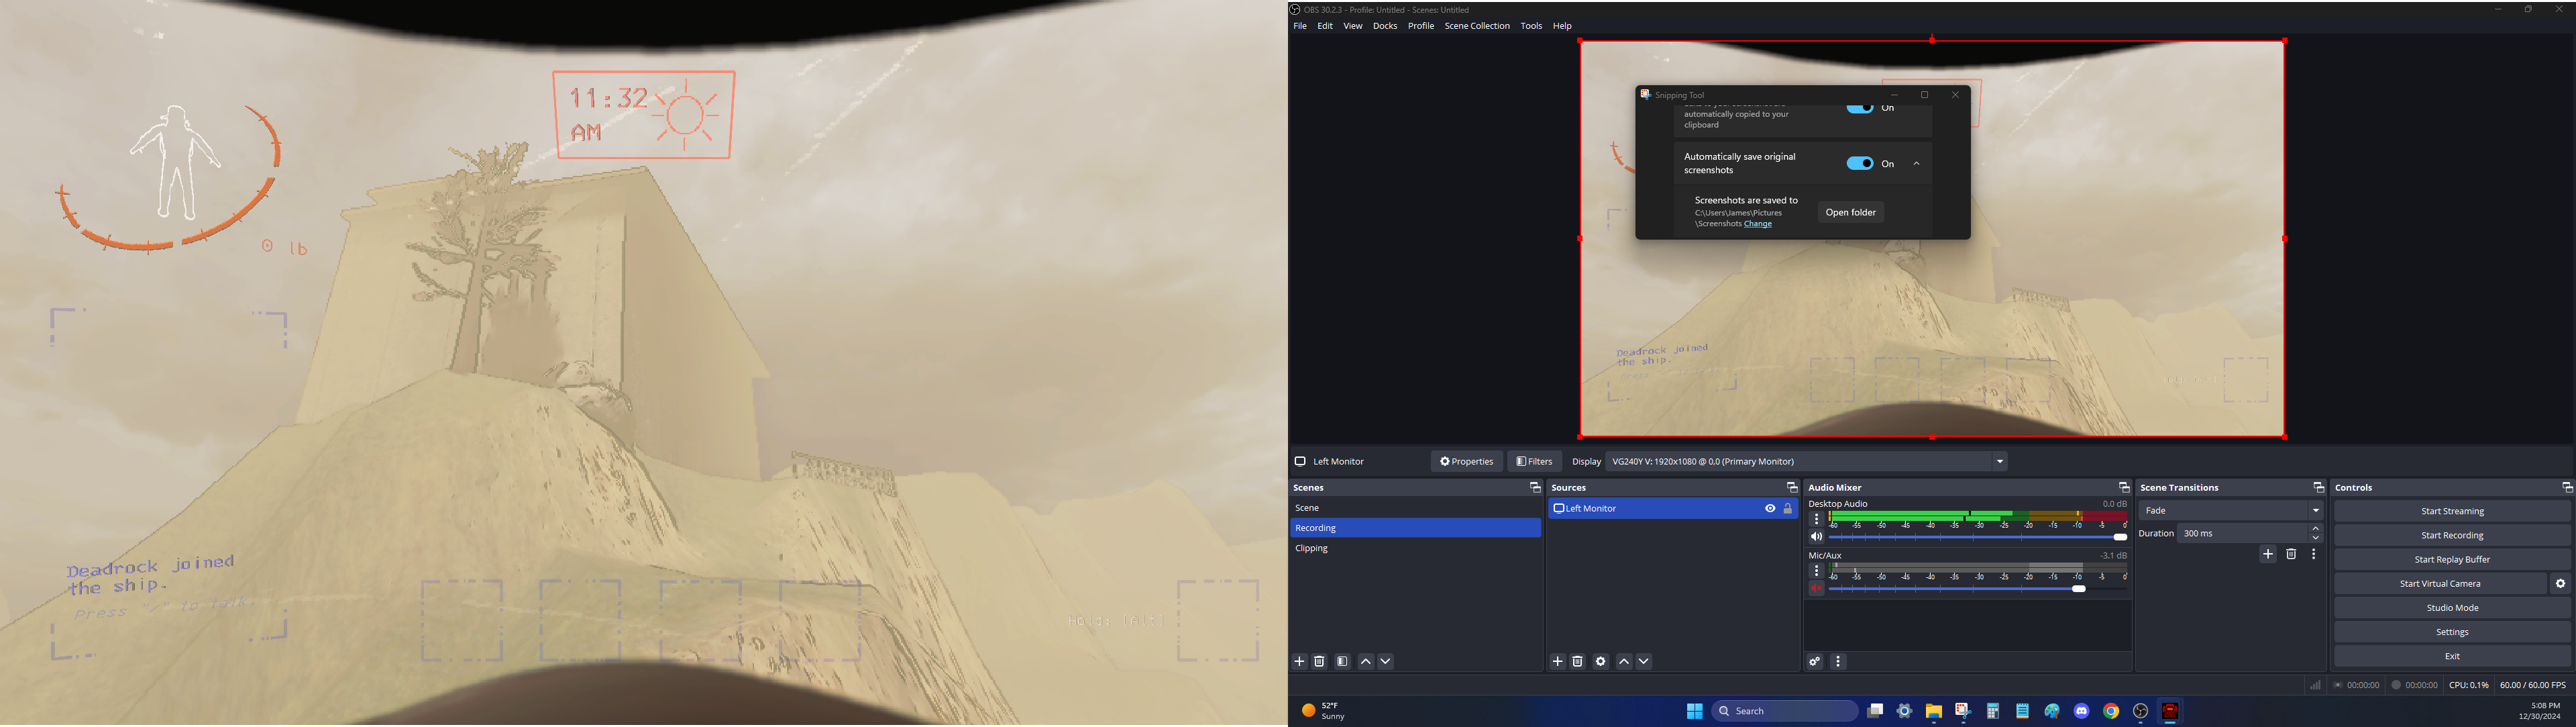 11:32
AM
0 lb
Deadrock joined
the ship.
Press "/" to talk.
OBS 30.2.3 - Profile: Untitled - Scenes: Untitled
File Edit View Docks Profile Scene Collection Tools Help
Snipping Tool
automatically copied to your
clipboard
On
Automatically save original
screenshots
On
Screenshots are saved to
C:\Users\James\Pictures
\Screenshots Change
Open folder
Deadrock joined
the ship.
Left Monitor
Properties
Filters
Display
VG240Y V: 1920x1080 @ 0,0 (Primary Monitor)
Scenes
Scene
Recording
Clipping
Sources
Left Monitor
Audio Mixer
Desktop Audio
0.0 dB
-60 -55 -50 -45 -40 -35 -30 -25 -20 -15 -10 -5 0
Mic/Aux
-3.1 dB
-60 -55 -50 -45 -40 -35 -30 -25 -20 -15 -10 -5 0
Scene Transitions
Fade
Duration 300 ms
Controls
Start Streaming
Start Recording
Start Replay Buffer
Start Virtual Camera
Studio Mode
Settings
Exit
00:00:00
00:00:00
CPU: 0.1%
60.00 / 60.00 FPS
52°F
Sunny
Search
5:08 PM
12/30/2024